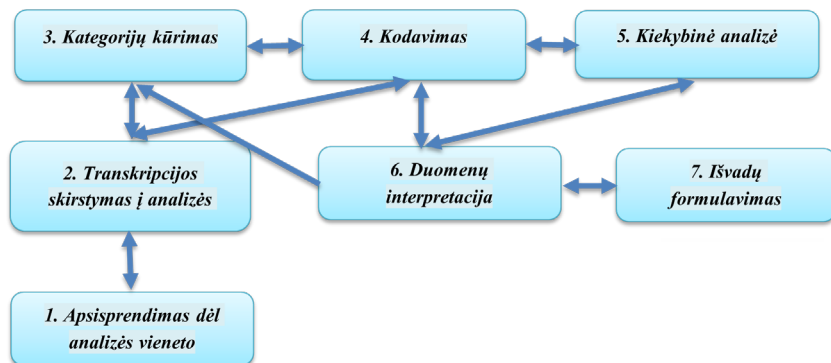 3. Kategorijų kūrimas
4. Kodavimas
5. Kiekybinė analizė
2. Transkripcijos
skirstymas į analizės
6. Duomenų
interpretacija
7. Išvadų
formulavimas
1. Apsisprendimas dėl
analizės vieneto